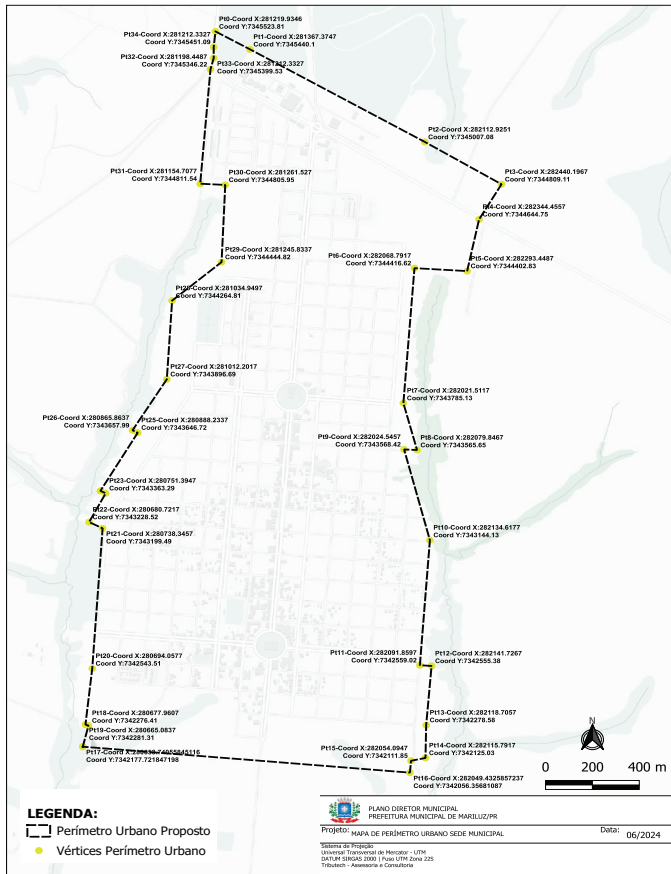 Pt0-Coord X:281219.9346
Coord Y:7345523.81
Pt34-Coord X:281212.3327
Coord Y:7345451.09
Pt1-Coord X:281367.3747
Coord Y:7345440.1
Pt32-Coord X:281198.4487
Coord Y:7345346.22
Pt33-Coord X:281212.3327
Coord Y:7345399.53
Pt2-Coord X:282112.9251
Coord Y:7345007.08
Pt31-Coord X:281154.7077
Coord Y:7344811.54
Pt30-Coord X:281261.527
Coord Y:7344805.95
Pt3-Coord X:282440.1967
Coord Y:7344809.11
Pt4-Coord X:282344.4557
Coord Y:7344644.75
Pt29-Coord X:281245.8337
Coord Y:7344444.82
Pt6-Coord X:282068.7917
Coord Y:7344416.62
Pt5-Coord X:282293.4487
Coord Y:7344402.83
Pt28-Coord X:281034.9497
Coord Y:7344264.81
Pt27-Coord X:281012.2017
Coord Y:7343896.69
Pt7-Coord X:282021.5117
Coord Y:7343785.13
Pt26-Coord X:280865.8637
Coord Y:7343657.99
Pt25-Coord X:280888.2337
Coord Y:7343646.72
Pt9-Coord X:282024.5457
Coord Y:7343568.42
Pt8-Coord X:282079.8467
Coord Y:7343565.65
Pt23-Coord X:280751.3947
Coord Y:7343363.29
Pt22-Coord X:280680.7217
Coord Y:7343228.52
Pt21-Coord X:280738.3457
Coord Y:7343199.49
Pt10-Coord X:282134.6177
Coord Y:7343144.13
Pt20-Coord X:280694.0577
Coord Y:7342543.51
Pt11-Coord X:282091.8597
Coord Y:7342559.02
Pt12-Coord X:282141.7267
Coord Y:7342555.38
Pt18-Coord X:280677.9607
Coord Y:7342276.41
Pt19-Coord X:280665.0837
Coord Y:7342281.31
Pt13-Coord X:282118.7057
Coord Y:7342278.58
Coord Y:7342177.721847198
Pt15-Coord X:282054.0947
Coord Y:7342111.85
Pt14-Coord X:282115.7917
Coord Y:7342125.03
Pt16-Coord X:282049.4325857237
Coord Y:7342056.35681087
N
0 200 400 m
LEGENDA:
Perímetro Urbano Proposto
Vértices Perímetro Urbano
PLANO DIRETOR MUNICIPAL
PREFEITURA MUNICIPAL DE MARILUZ/PR
Projeto: MAPA DE PERÍMETRO URBANO SEDE MUNICIPAL Data: 06/2024
Sistema de Projeção
Universal Transversal de Mercator - UTM
DATUM SIRGAS 2000 | Fuso UTM Zona 22S
Tributech - Assessoria e Consultoria